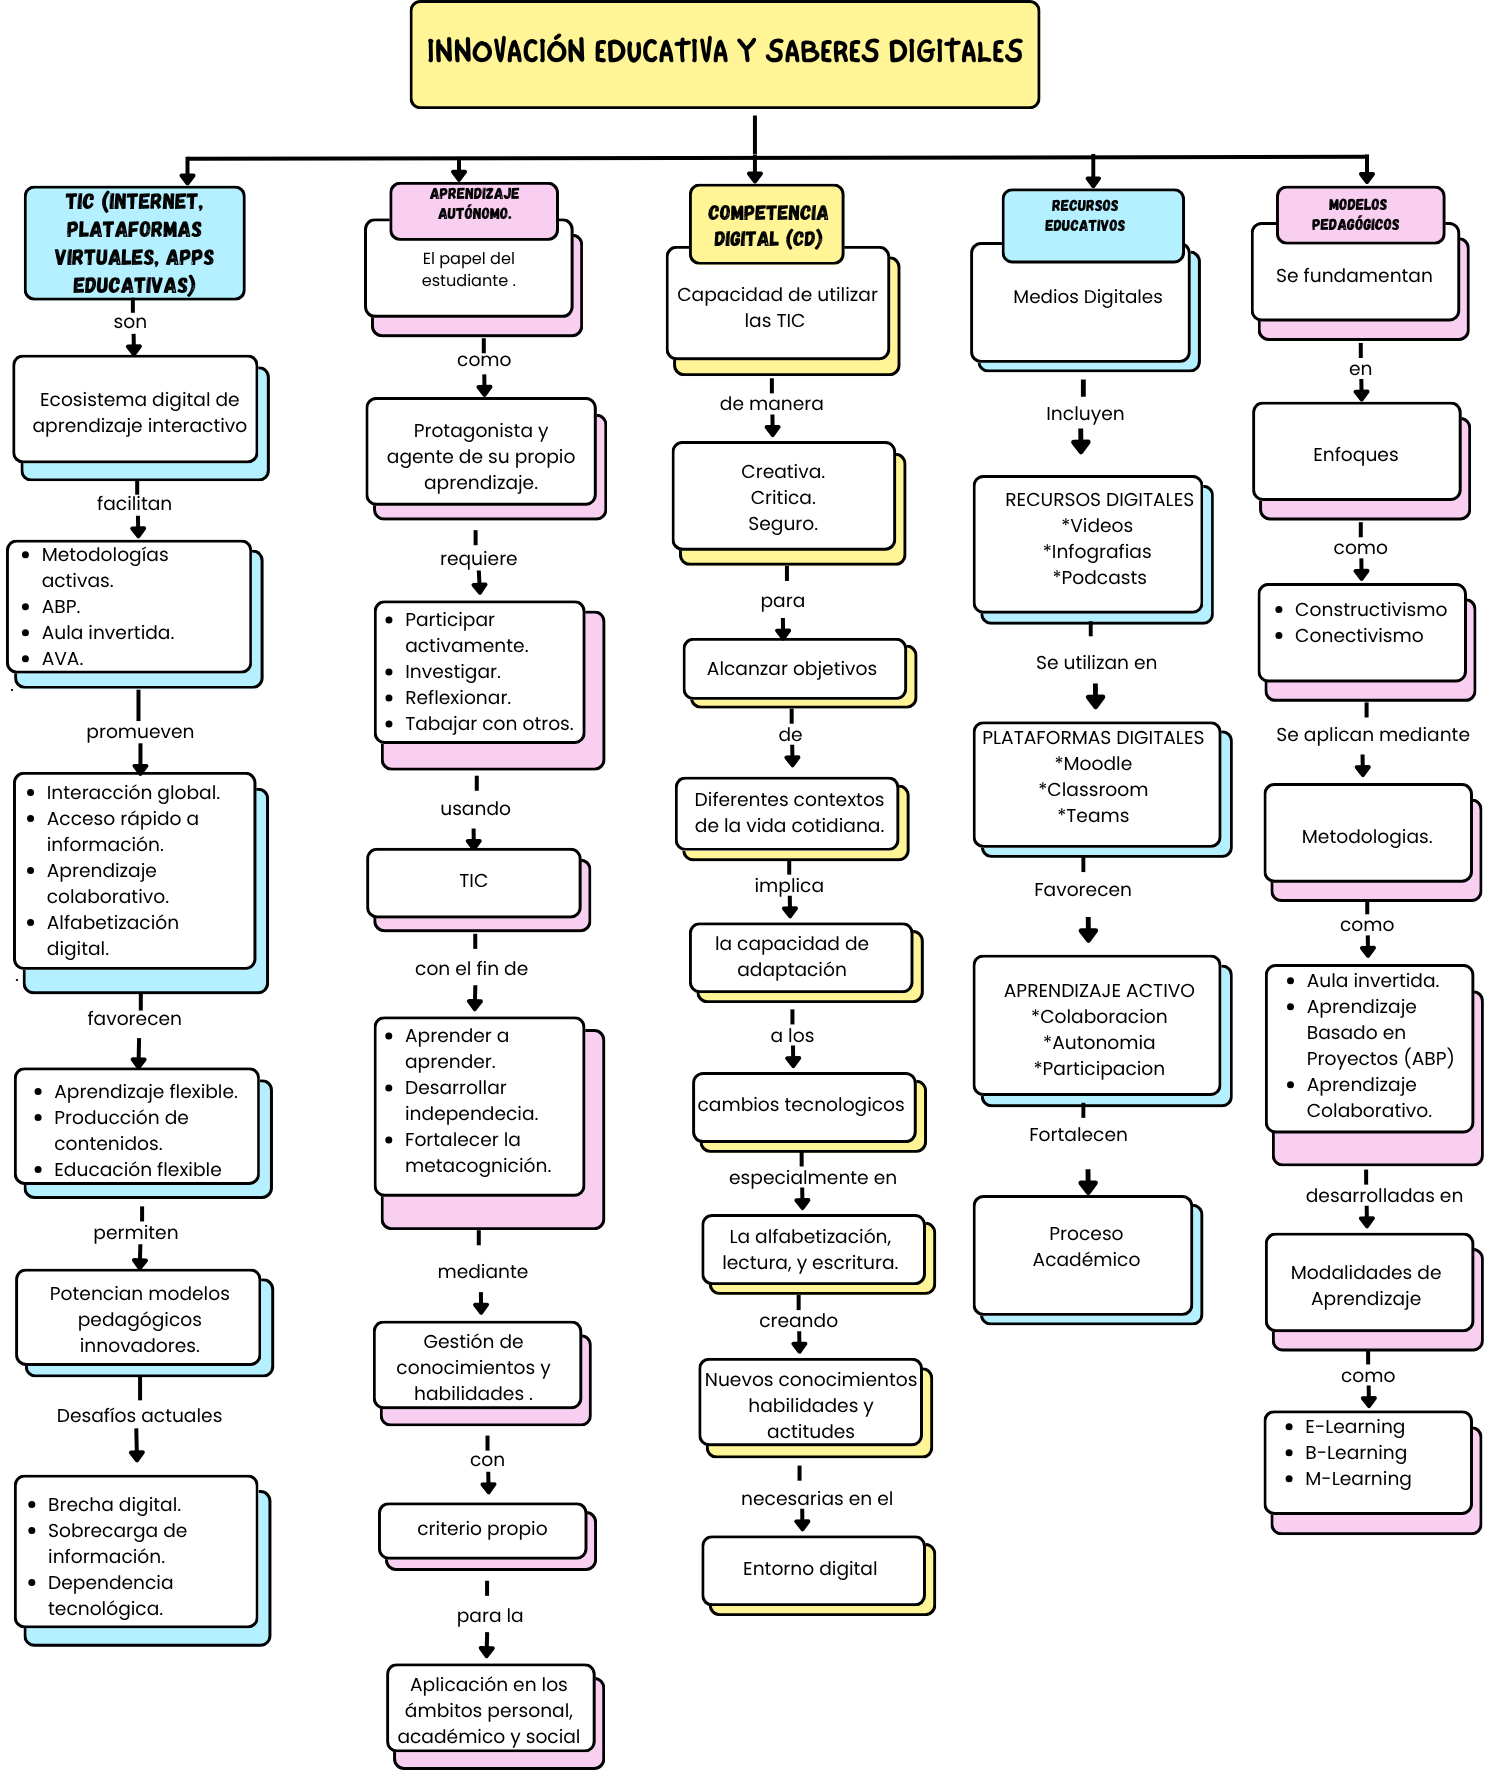 INNOVACIÓN EDUCATIVA Y SABERES DIGITALES
TIC (INTERNET,
PLATAFORMAS
VIRTUALES, APPS
EDUCATIVAS)
son
Ecosistema digital de
aprendizaje interactivo
facilitan
• Metodologías
activas.
• ABP.
• Aula invertida.
• AVA.
.
promueven
• Interacción global.
• Acceso rápido a
información.
• Aprendizaje
colaborativo.
• Alfabetización
digital.
.
favorecen
• Aprendizaje flexible.
• Producción de
contenidos.
• Educación flexible
permiten
Potencian modelos
pedagógicos
innovadores.
Desafíos actuales
• Brecha digital.
• Sobrecarga de
información.
• Dependencia
tecnológica.
APRENDIZAJE
AUTÓNOMO.
El papel del
estudiante .
como
Protagonista y
agente de su propio
aprendizaje.
requiere
• Participar
activamente.
• Investigar.
• Reflexionar.
• Tabajar con otros.
usando
TIC
con el fin de
• Aprender a
aprender.
• Desarrollar
independecia.
• Fortalecer la
metacognición.
mediante
Gestión de
conocimientos y
habilidades .
con
criterio propio
para la
Aplicación en los
ámbitos personal,
académico y social
COMPETENCIA
DIGITAL (CD)
Capacidad de utilizar
las TIC
de manera
Creativa.
Critica.
Seguro.
para
Alcanzar objetivos
de
Diferentes contextos
de la vida cotidiana.
implica
la capacidad de
adaptación
a los
cambios tecnologicos
especialmente en
La alfabetización,
lectura, y escritura.
creando
Nuevos conocimientos
habilidades y
actitudes
necesarias en el
Entorno digital
RECURSOS
EDUCATIVOS
Medios Digitales
Incluyen
RECURSOS DIGITALES
*Videos
*Infografias
*Podcasts
Se utilizan en
PLATAFORMAS DIGITALES
*Moodle
*Classroom
*Teams
Favorecen
APRENDIZAJE ACTIVO
*Colaboracion
*Autonomia
*Participacion
Fortalecen
Proceso
Académico
MODELOS
PEDAGÓGICOS
Se fundamentan
en
Enfoques
como
• Constructivismo
• Conectivismo
Se aplican mediante
Metodologias.
como
• Aula invertida.
• Aprendizaje
Basado en
Proyectos (ABP)
• Aprendizaje
Colaborativo.
desarrolladas en
Modalidades de
Aprendizaje
como
• E-Learning
• B-Learning
• M-Learning